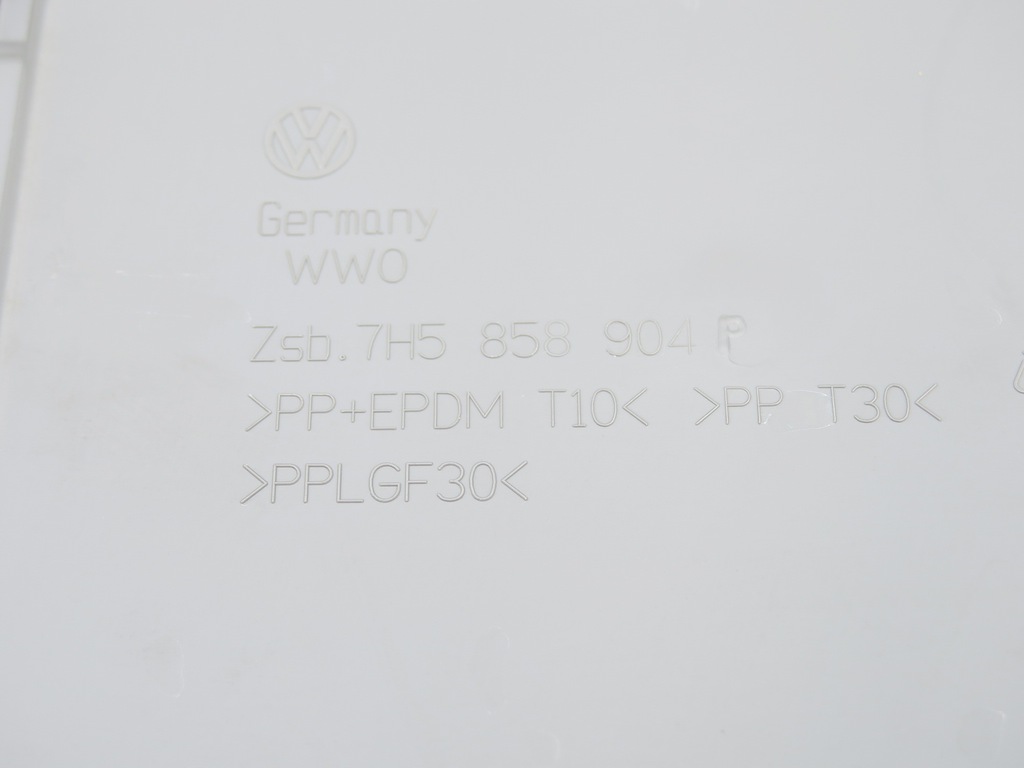 Germany
WWO
Zsb. 7H5 858 904
>PP+EPDM T10< >PP T30<
>PPLGF30<